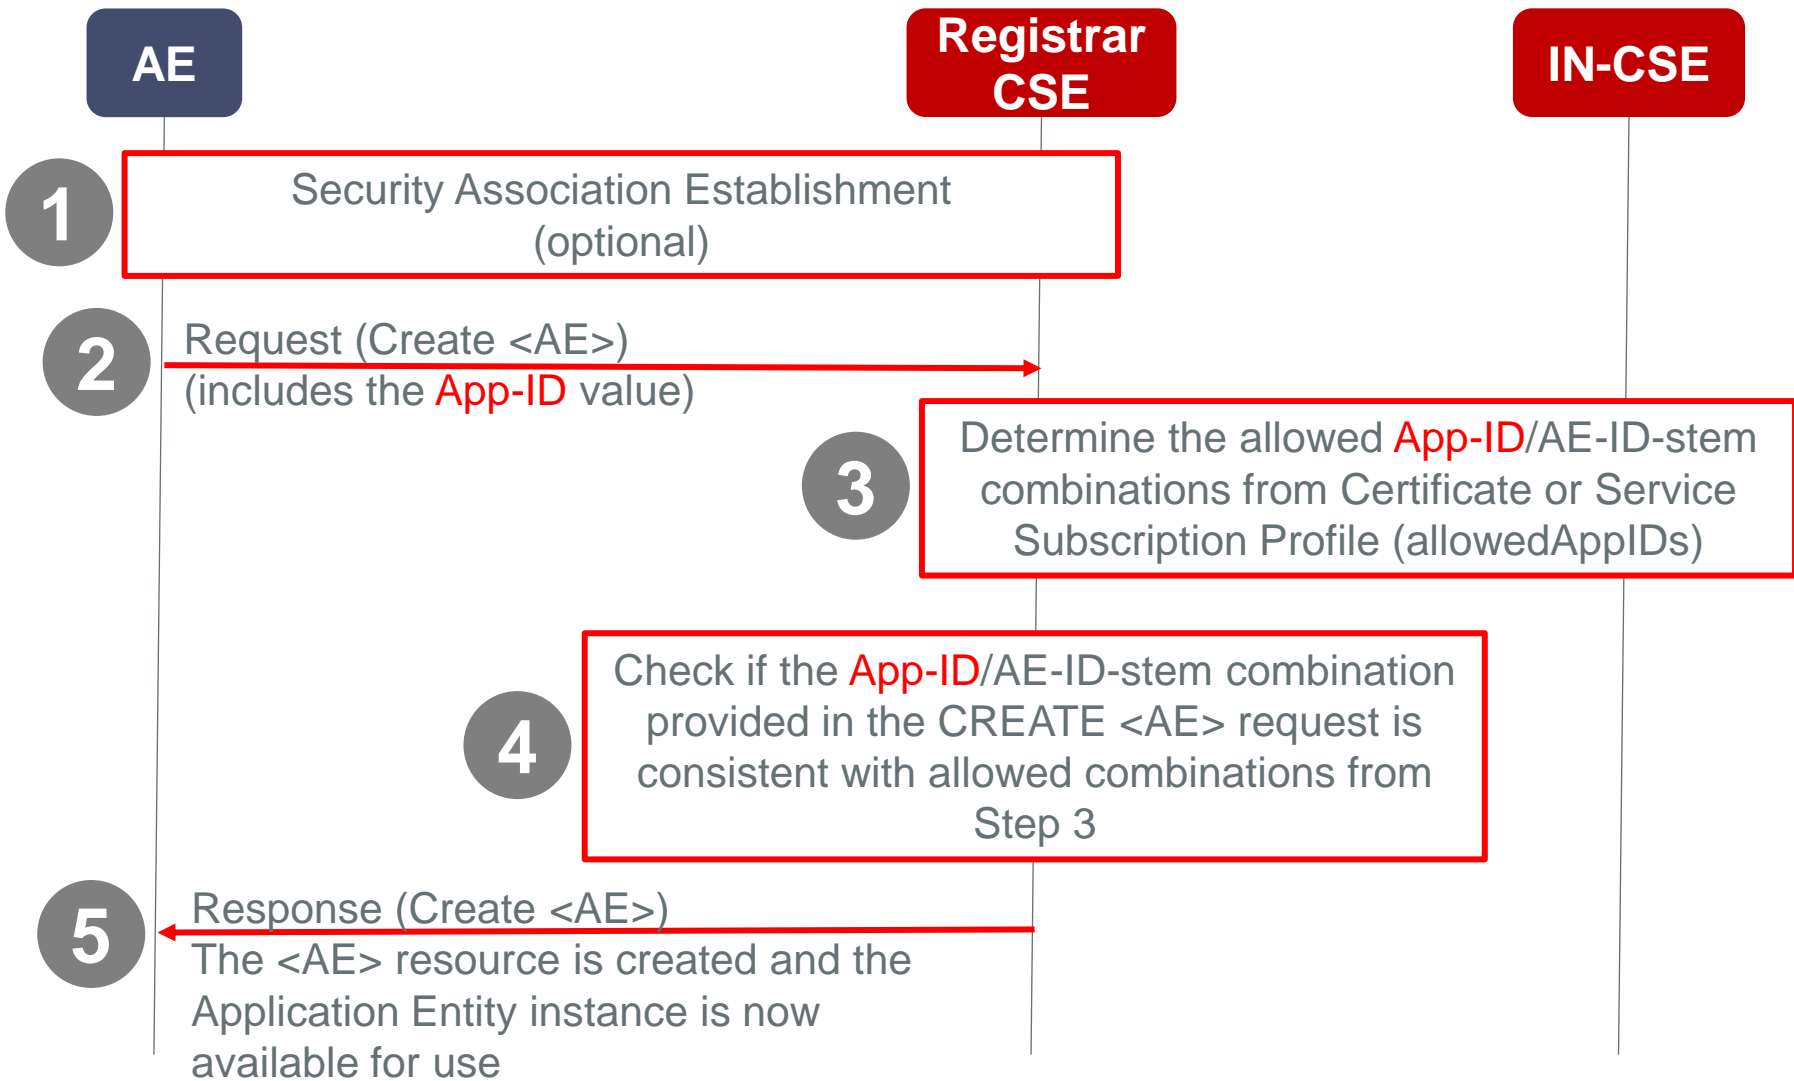 AE
Registrar
CSE
IN-CSE
1
Security Association Establishment
(optional)
2
Request (Create <AE>)
(includes the App-ID value)
3
Determine the allowed App-ID/AE-ID-stem
combinations from Certificate or Service
Subscription Profile (allowedAppIDs)
4
Check if the App-ID/AE-ID-stem combination
provided in the CREATE <AE> request is
consistent with allowed combinations from
Step 3
5
Response (Create <AE>)
The <AE> resource is created and the
Application Entity instance is now
available for use